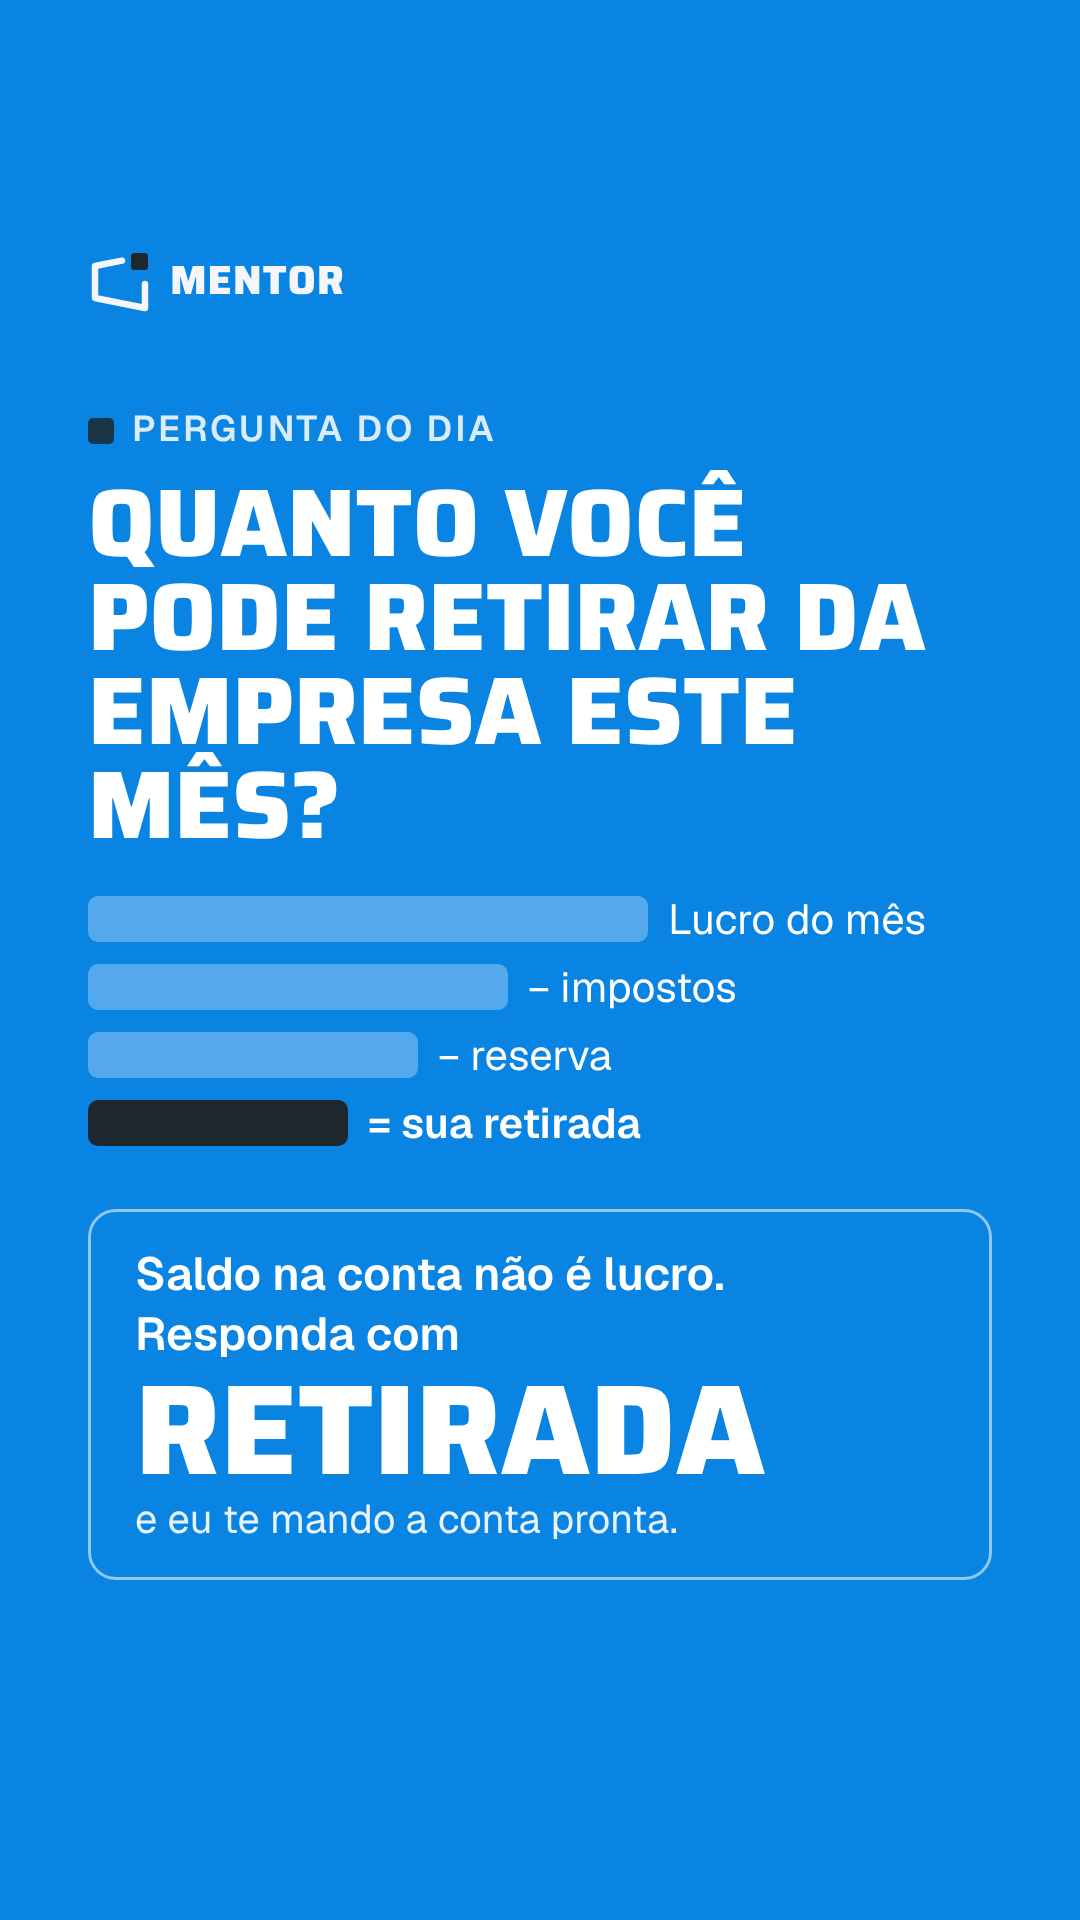 MENTOR
PERGUNTA DO DIA
QUANTO VOCÊ
PODE RETIRAR DA
EMPRESA ESTE
MÊS?
Lucro do mês
– impostos
– reserva
= sua retirada
Saldo na conta não é lucro.
Responda com
RETIRADA
e eu te mando a conta pronta.